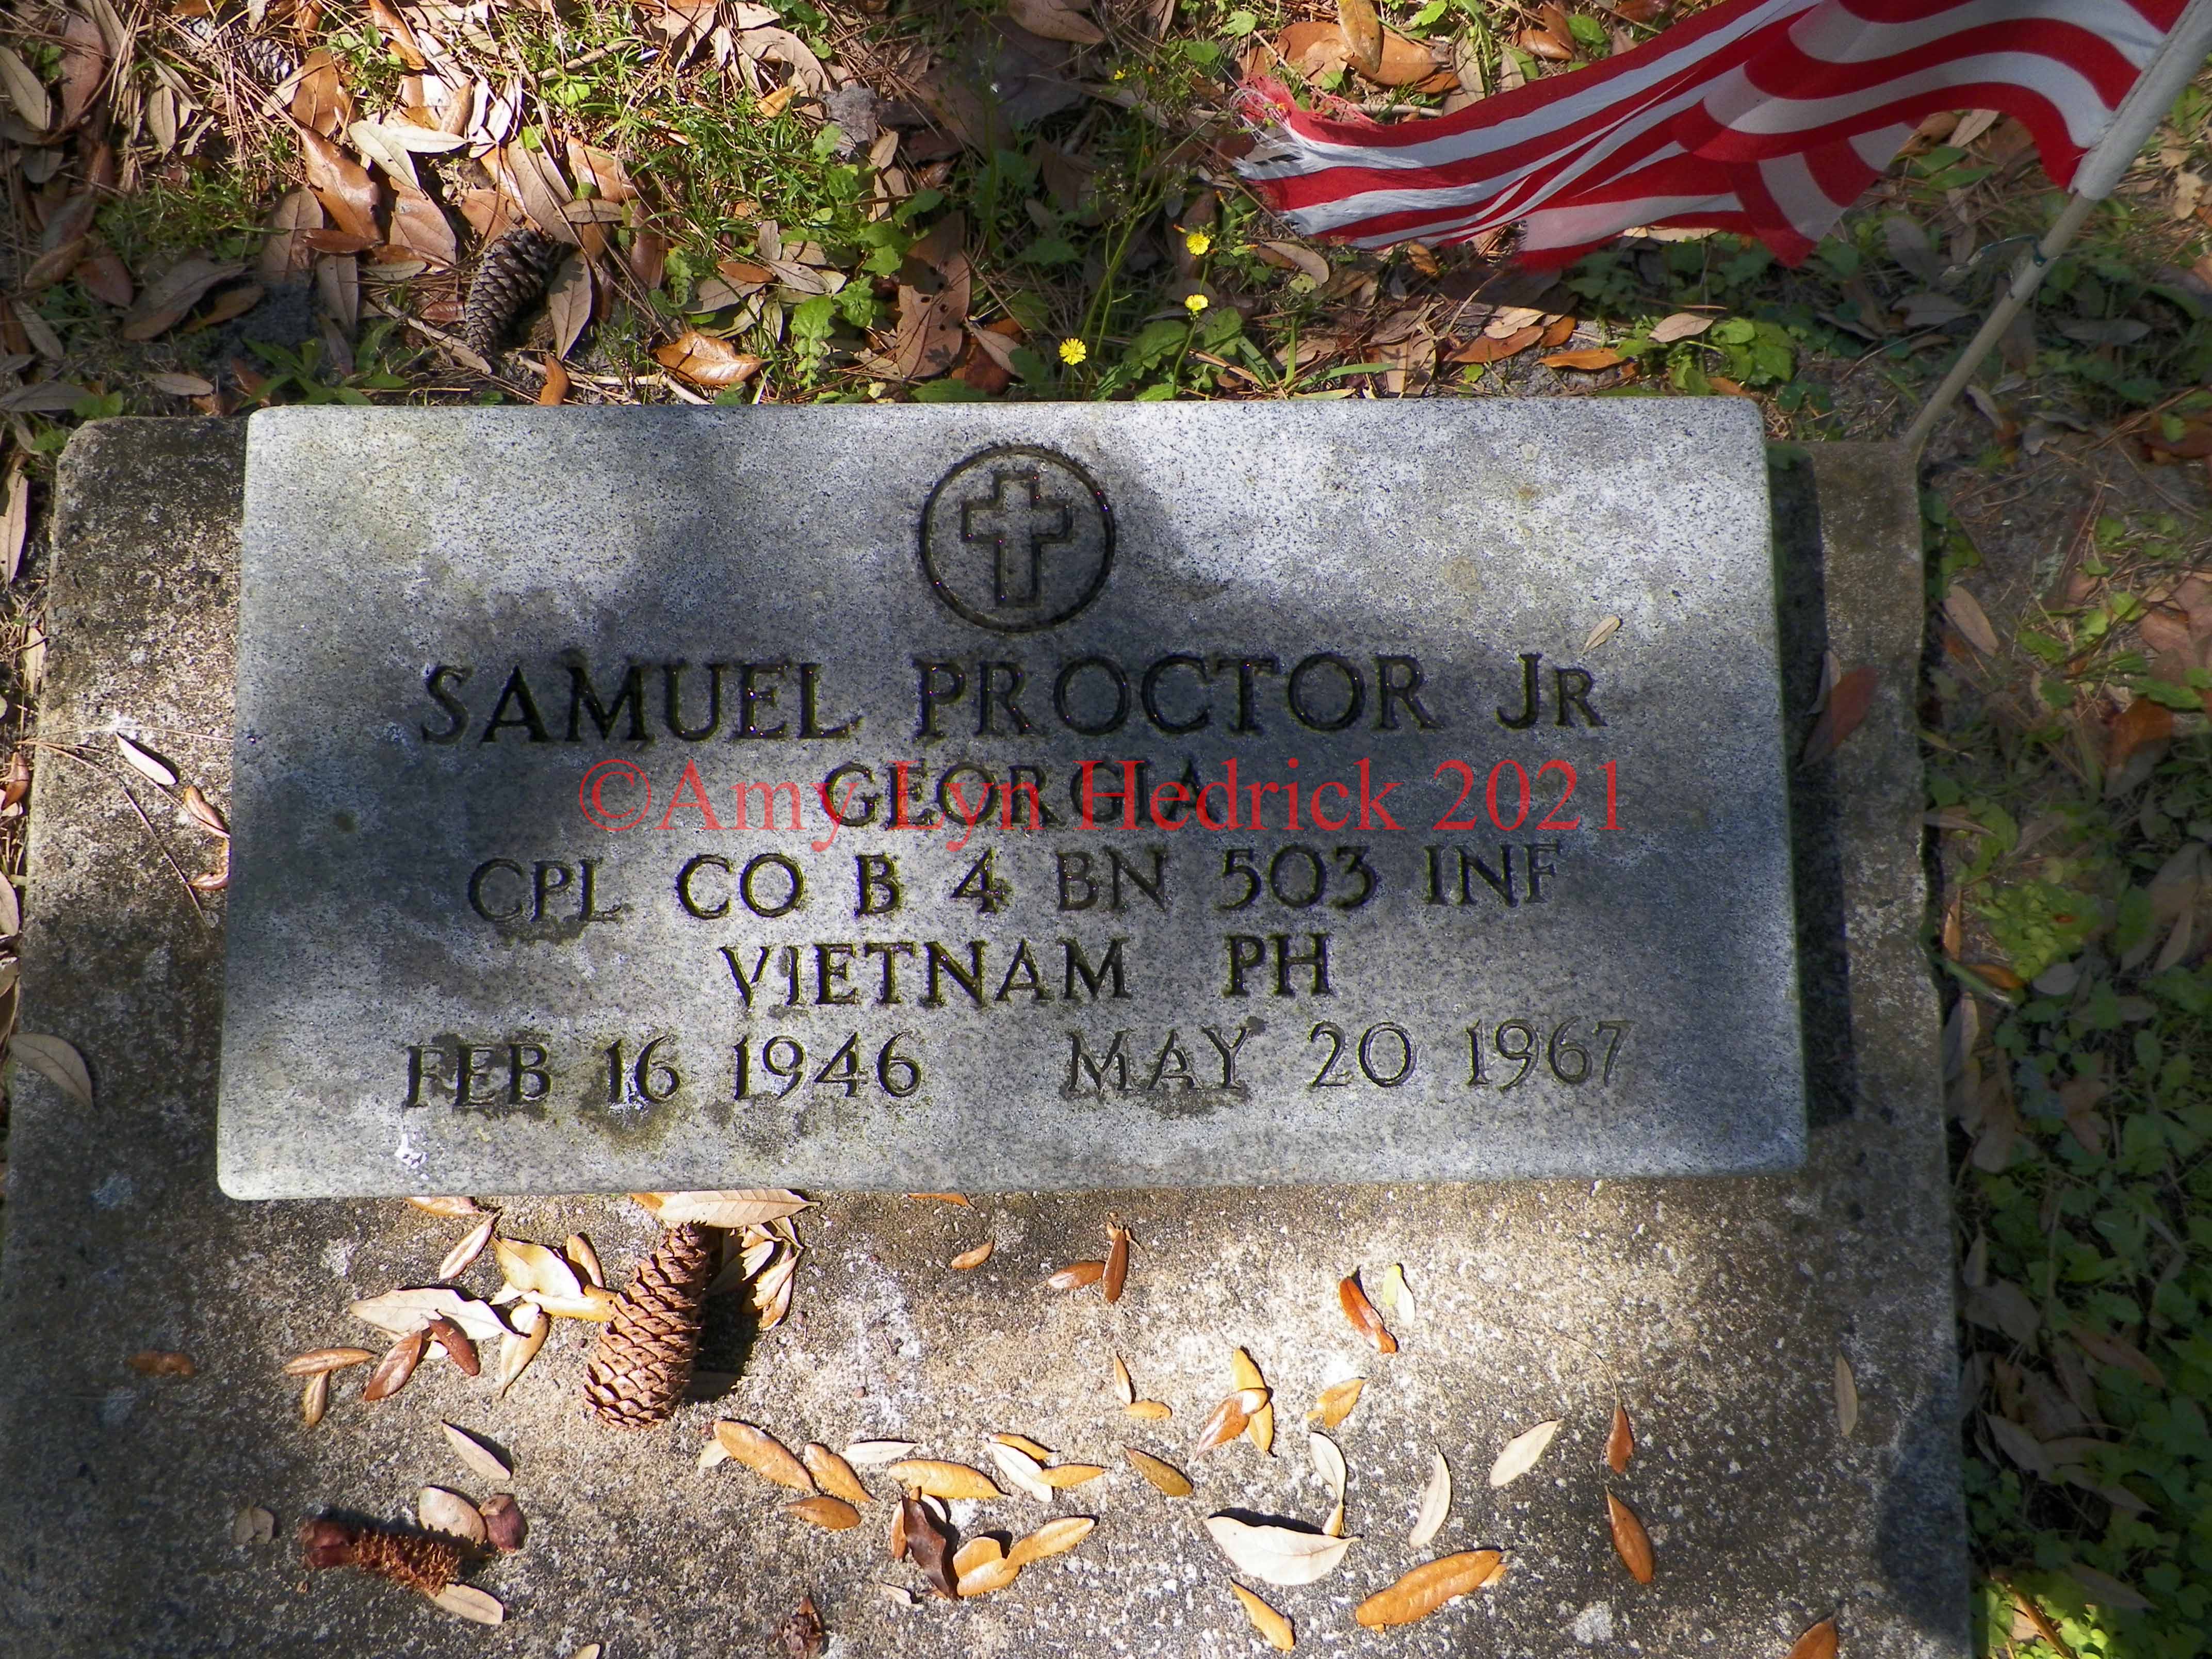 SAMUEL PROCTOR JR
GEORGIA
©Amy Lyn Hedrick 2021
CPL CO B 4 BN 503 INF
VIETNAM PH
FEB 16 1946 MAY 20 1967